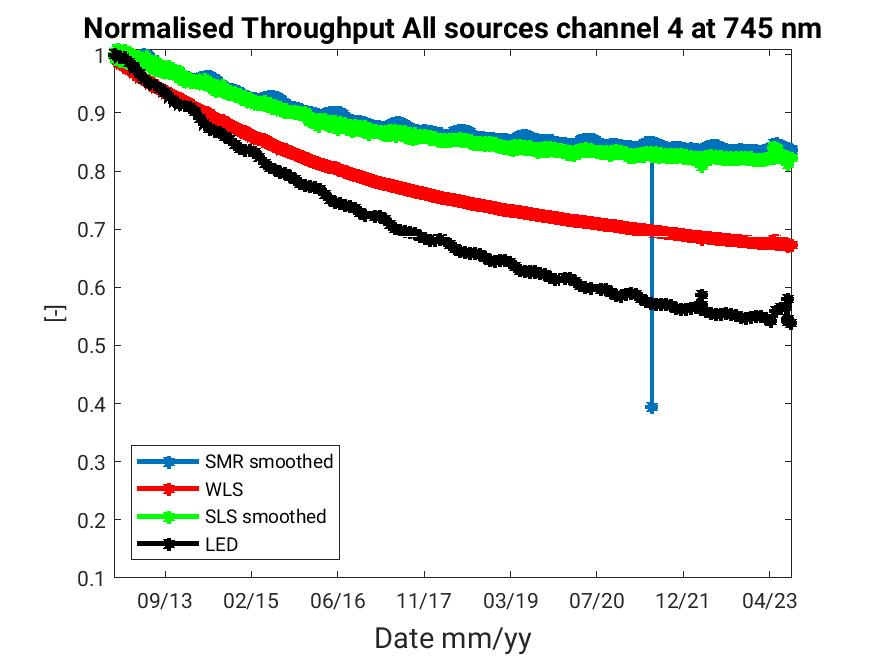 Normalised Throughput All sources channel 4 at 745 nm
1
0.9
0.8
0.7
0.6
0.5
0.4
0.3
0.2
0.1
[-]
SMR smoothed
WLS
SLS smoothed
LED
09/13 02/15 06/16 11/17 03/19 07/20 12/21 04/23
Date mm/yy